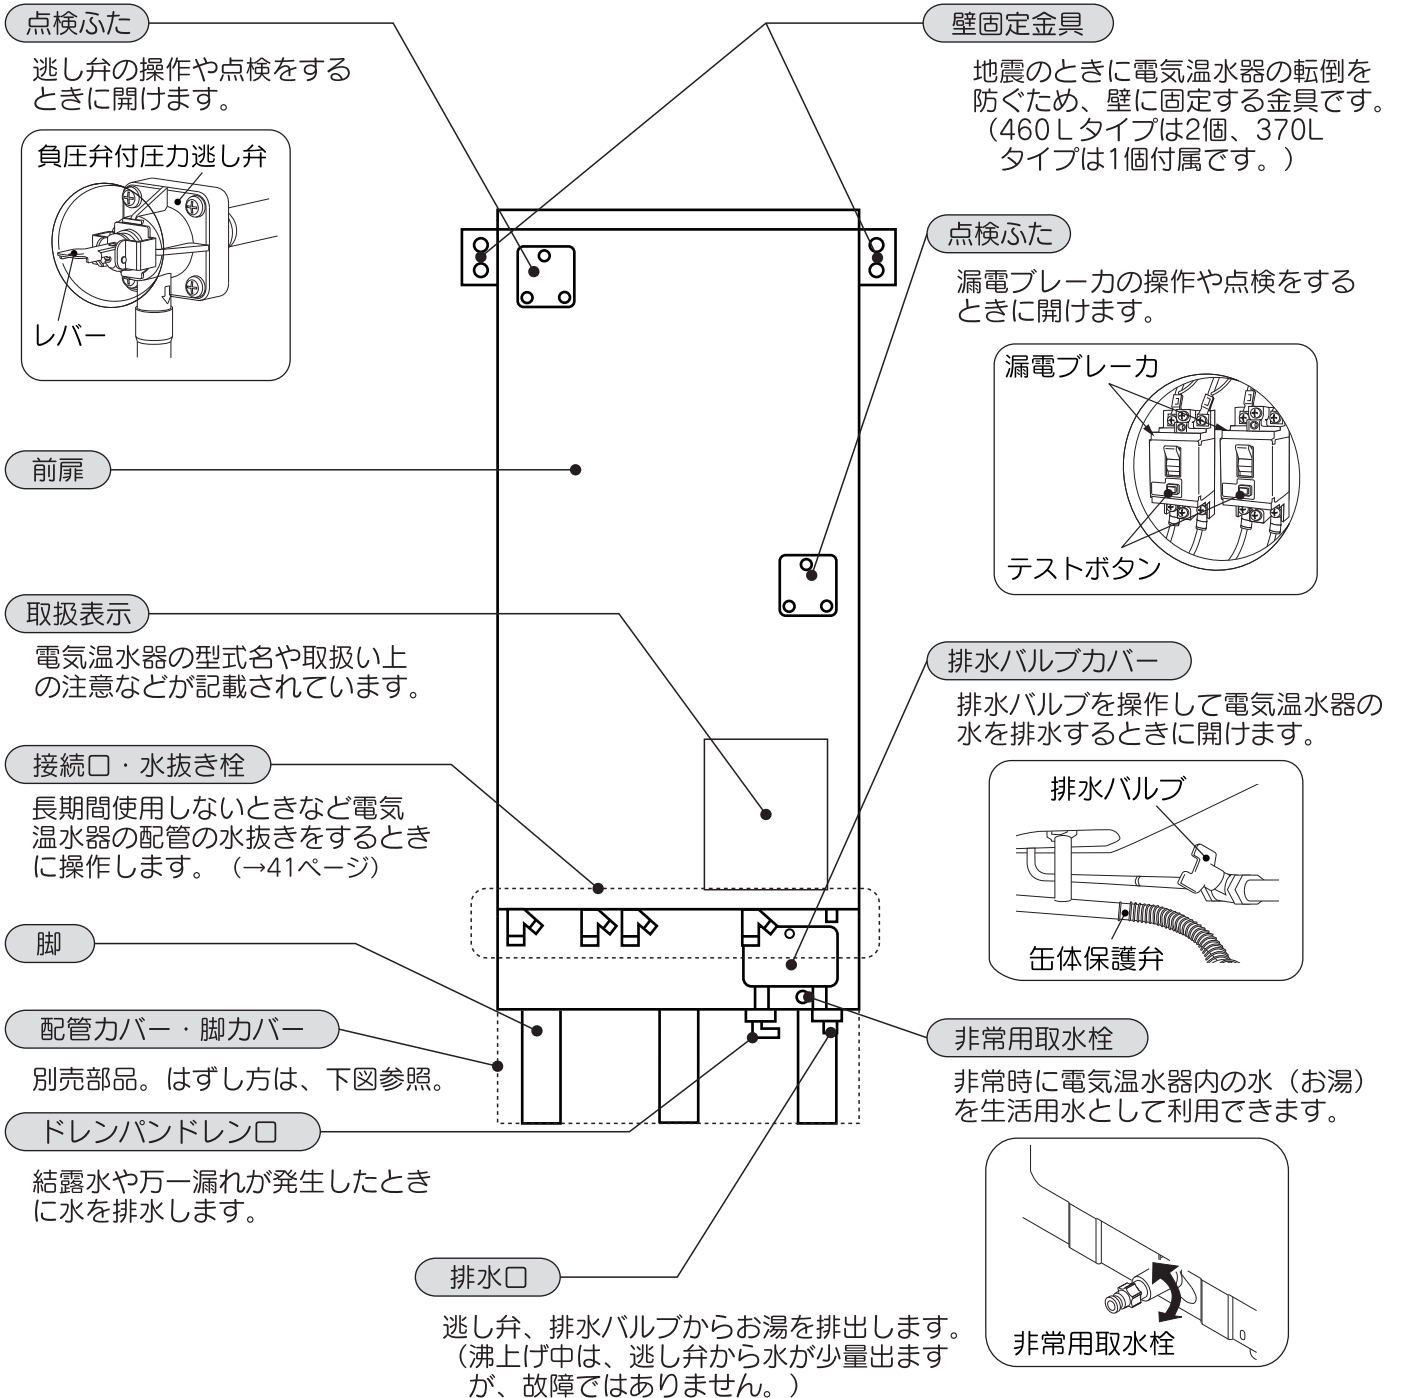 点検ふた
逃し弁の操作や点検をする
ときに開けます。
負圧弁付圧力逃し弁
レバー
前扉
取扱表示
電気温水器の型式名や取扱い上
の注意などが記載されています。
接続口・水抜き栓
長期間使用しないときなど電気
温水器の配管の水抜きをするとき
に操作します。（→41ページ）
脚
配管カバー・脚カバー
別売部品。はずし方は、下図参照。
ドレンパンドレン口
結露水や万一漏れが発生したとき
に水を排水します。
排水口
逃し弁、排水バルブからお湯を排出します。
（沸上げ中は、逃し弁から水が少量出ます
が、故障ではありません。）
壁固定金具
地震のときに電気温水器の転倒を
防ぐため、壁に固定する金具です。
（460Ｌタイプは2個、370L
タイプは1個付属です。）
点検ふた
漏電ブレーカの操作や点検をする
ときに開けます。
漏電ブレーカ
テストボタン
排水バルブカバー
排水バルブを操作して電気温水器の
水を排水するときに開けます。
排水バルブ
缶体保護弁
非常用取水栓
非常時に電気温水器内の水（お湯）
を生活用水として利用できます。
非常用取水栓